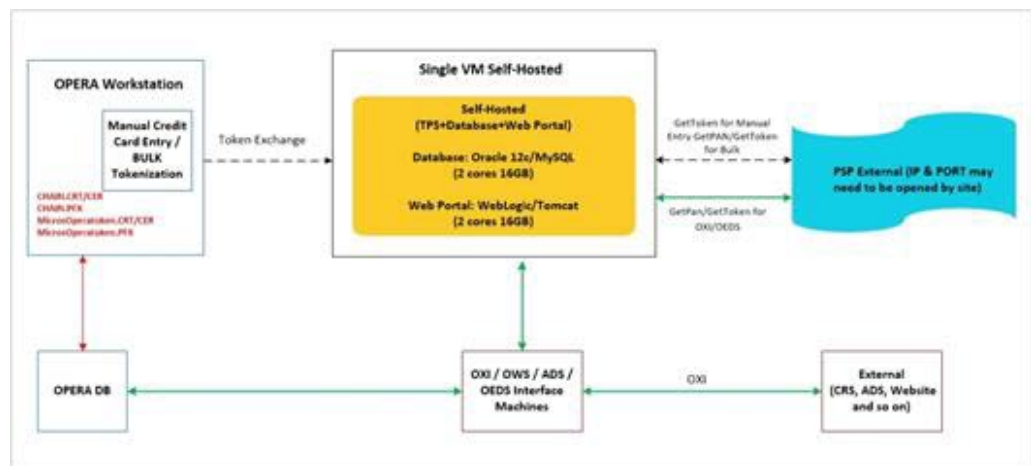 OPERA Workstation
Manual Credit
Card Entry /
BULK
Tokenization
CHAIN.CRT/CER
CHAIN.PFX
MicrosOperatoken.CRT/CER
MicrosOperatoken.PFX
Token Exchange
Single VM Self-Hosted
Self-Hosted
(TPS+Database+Web Portal)
Database: Oracle 12c/MySQL
(2 cores 16GB)
Web Portal: WebLogic/Tomcat
(2 cores 16GB)
GetToken for Manual
Entry GetPAN/GetToken
for Bulk
GetPan/GetToken for
OXI/OEDS
PSP External (IP & PORT may
need to be opened by site)
OPERA DB
OXI / OWS / ADS /
OEDS Interface
Machines
OXI
External
(CRS, ADS, Website
and so on)